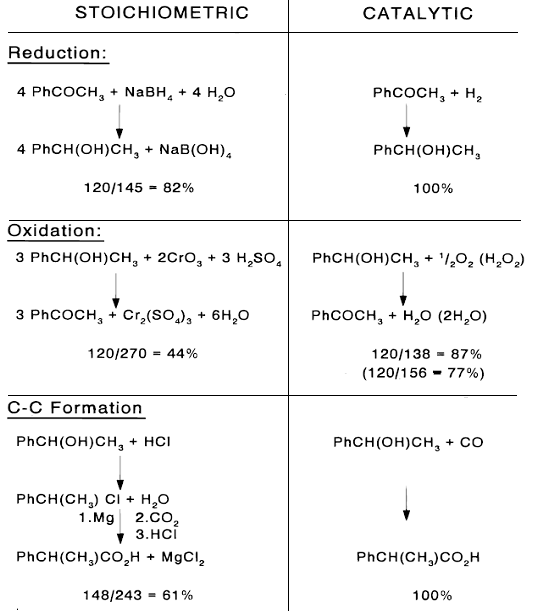 STOICHIOMETRIC
CATALYTIC
Reduction:
4 PhCOCH₃ + NaBH₄ + 4 H₂O
4 PhCH(OH)CH₃ + NaB(OH)₄
120/145 = 82%
PhCOCH₃ + H₂
PhCH(OH)CH₃
100%
Oxidation:
3 PhCH(OH)CH₃ + 2CrO₃ + 3 H₂SO₄
3 PhCOCH₃ + Cr₂(SO₄)₃ + 6H₂O
120/270 = 44%
PhCH(OH)CH₃ + ¹/₂O₂ (H₂O₂)
PhCOCH₃ + H₂O (2H₂O)
120/138 = 87%
(120/156 = 77%)
C-C Formation
PhCH(OH)CH₃ + HCl
PhCH(CH₃) Cl + H₂O
1.Mg 2.CO₂
3.HCl
PhCH(CH₃)CO₂H + MgCl₂
148/243 = 61%
PhCH(OH)CH₃ + CO
PhCH(CH₃)CO₂H
100%